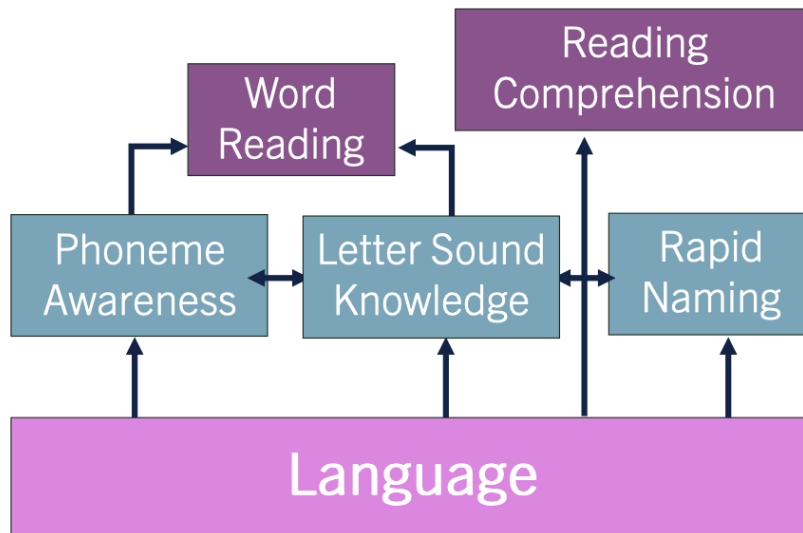 Reading
Comprehension
Word
Reading
Phoneme
Awareness
Letter Sound
Knowledge
Rapid
Naming
Language